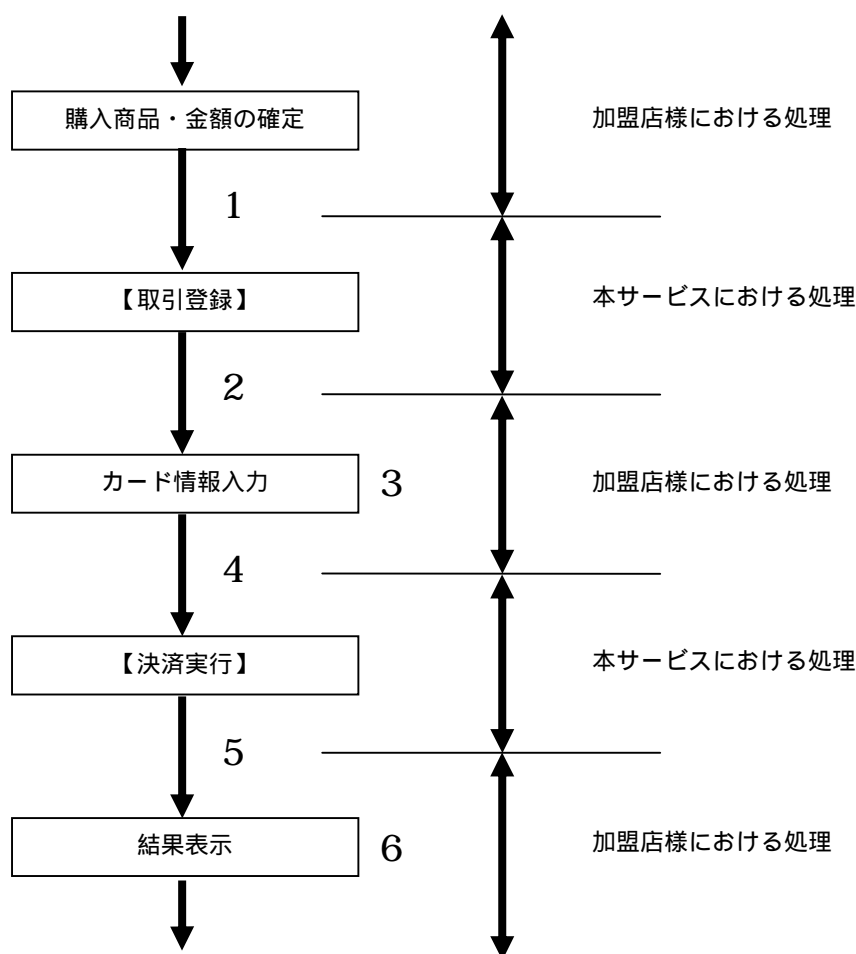 購入商品・金額の確定
加盟店様における処理
1
【取引登録】
本サービスにおける処理
2
カード情報入力
3
加盟店様における処理
4
【決済実行】
本サービスにおける処理
5
結果表示
6
加盟店様における処理